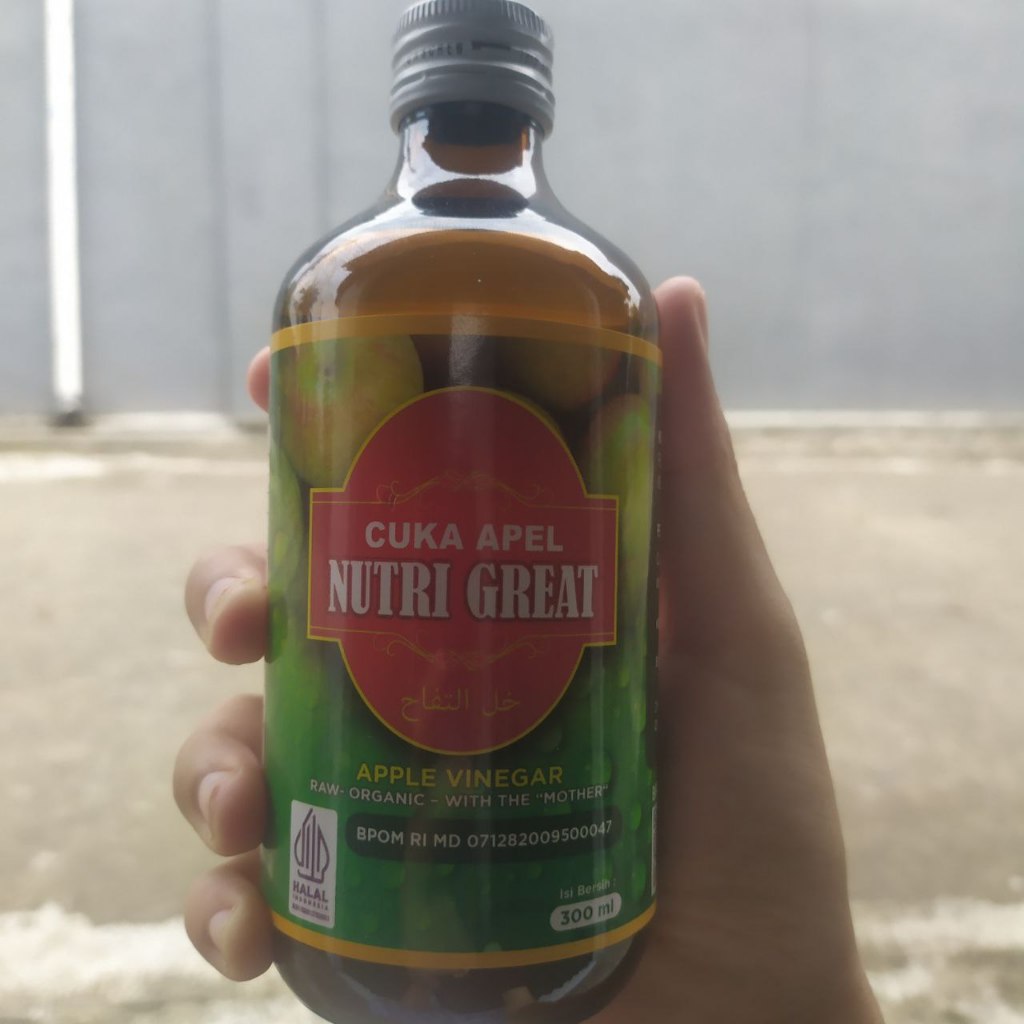 CUKA APEL
NUTRI GREAT
خل التفاح
APPLE VINEGAR
RAW- ORGANIC – WITH THE "MOTHER"
BPOM RI MD 071282009500047
HALAL
INDONESIA
Isi Bersih :
300 ml